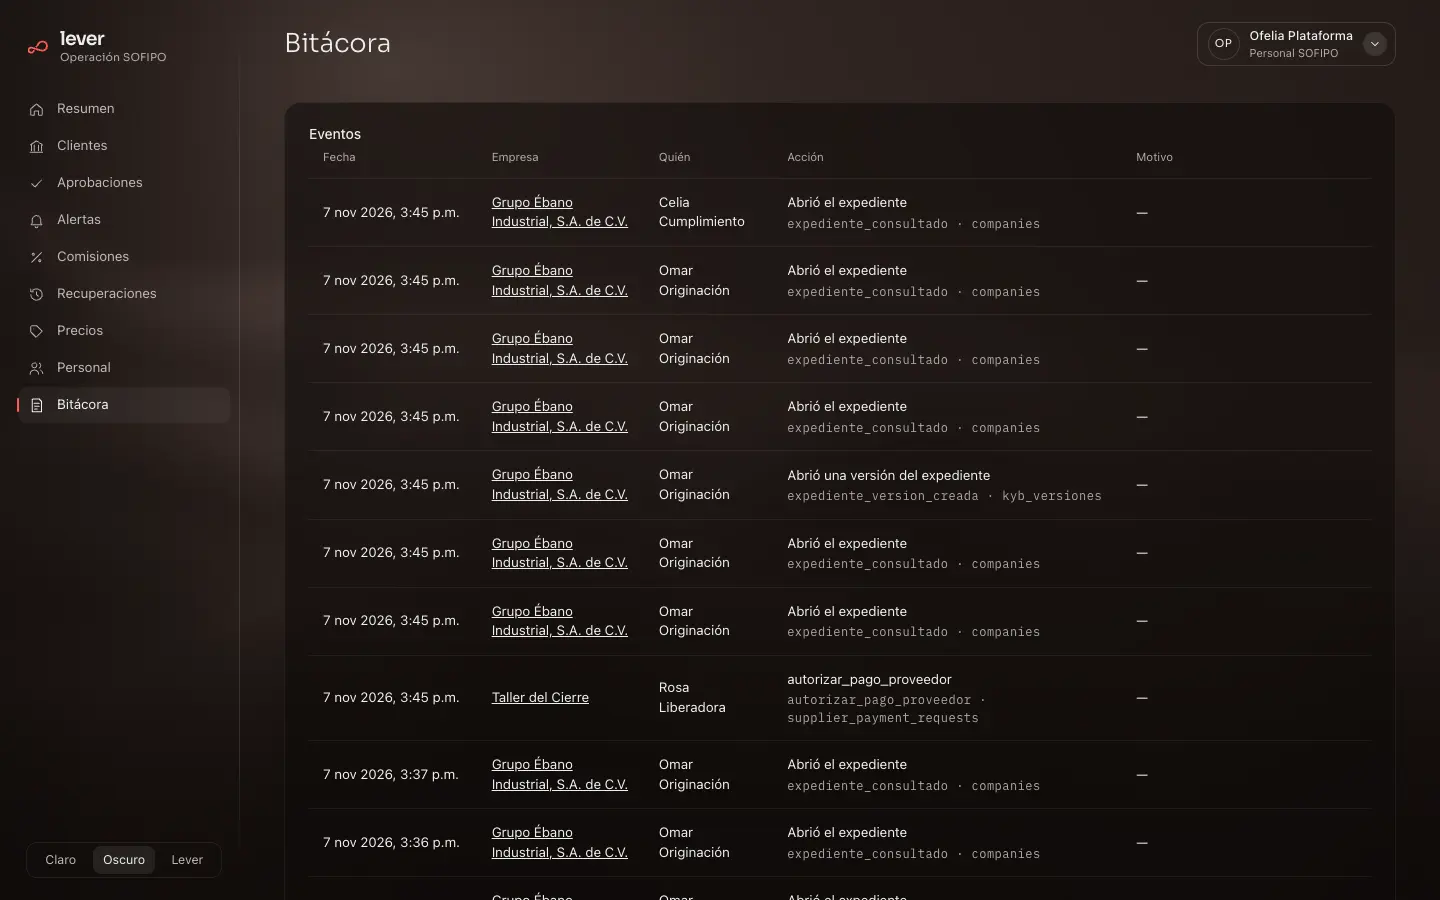 lever
Operación SOFIPO
Bitácora
OP
Ofelia Plataforma
Personal SOFIPO
Resumen
Clientes
Aprobaciones
Alertas
Comisiones
Recuperaciones
Precios
Personal
Bitácora
Claro
Oscuro
Lever
Eventos
Fecha
Empresa
Quién
Acción
Motivo
7 nov 2026, 3:45 p.m.
Grupo Ébano
Industrial, S.A. de C.V.
Celia
Cumplimiento
Abrió el expediente
expediente_consultado · companies
—
7 nov 2026, 3:45 p.m.
Grupo Ébano
Industrial, S.A. de C.V.
Omar
Originación
Abrió el expediente
expediente_consultado · companies
—
7 nov 2026, 3:45 p.m.
Grupo Ébano
Industrial, S.A. de C.V.
Omar
Originación
Abrió el expediente
expediente_consultado · companies
—
7 nov 2026, 3:45 p.m.
Grupo Ébano
Industrial, S.A. de C.V.
Omar
Originación
Abrió el expediente
expediente_consultado · companies
—
7 nov 2026, 3:45 p.m.
Grupo Ébano
Industrial, S.A. de C.V.
Omar
Originación
Abrió una versión del expediente
expediente_version_creada · kyb_versiones
—
7 nov 2026, 3:45 p.m.
Grupo Ébano
Industrial, S.A. de C.V.
Omar
Originación
Abrió el expediente
expediente_consultado · companies
—
7 nov 2026, 3:45 p.m.
Grupo Ébano
Industrial, S.A. de C.V.
Omar
Originación
Abrió el expediente
expediente_consultado · companies
—
7 nov 2026, 3:45 p.m.
Taller del Cierre
Rosa
Liberadora
autorizar_pago_proveedor
autorizar_pago_proveedor ·
supplier_payment_requests
—
7 nov 2026, 3:37 p.m.
Grupo Ébano
Industrial, S.A. de C.V.
Omar
Originación
Abrió el expediente
expediente_consultado · companies
—
7 nov 2026, 3:36 p.m.
Grupo Ébano
Industrial, S.A. de C.V.
Omar
Originación
Abrió el expediente
expediente_consultado · companies
—
Grupo Ébano
Omar
Abrió el expediente